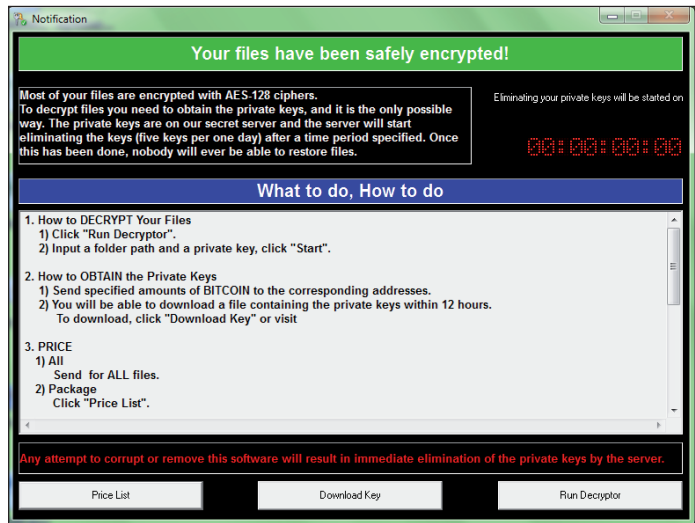 Notification
Your files have been safely encrypted!
Most of your files are encrypted with AES-128 ciphers.
To decrypt files you need to obtain the private keys, and it is the only possible
way. The private keys are on our secret server and the server will start
eliminating the keys (five keys per one day) after a time period specified. Once
this has been done, nobody will ever be able to restore files.
Eliminating your private keys will be started on
00:00:00:00
What to do, How to do
1. How to DECRYPT Your Files
1) Click "Run Decryptor".
2) Input a folder path and a private key, click "Start".
2. How to OBTAIN the Private Keys
1) Send specified amounts of BITCOIN to the corresponding addresses.
2) You will be able to download a file containing the private keys within 12 hours.
To download, click "Download Key" or visit
3. PRICE
1) All
Send for ALL files.
2) Package
Click "Price List".
Any attempt to corrupt or remove this software will result in immediate elimination of the private keys by the server.
Price List
Download Key
Run Decryptor